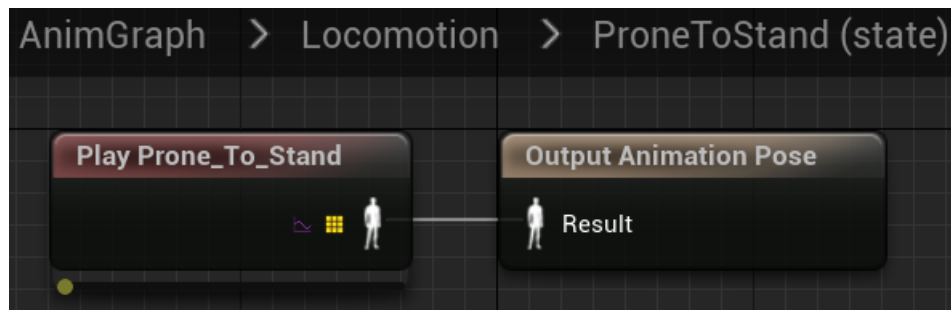 AnimGraph > Locomotion > ProneToStand (state)
Play Prone_To_Stand
Output Animation Pose
Result